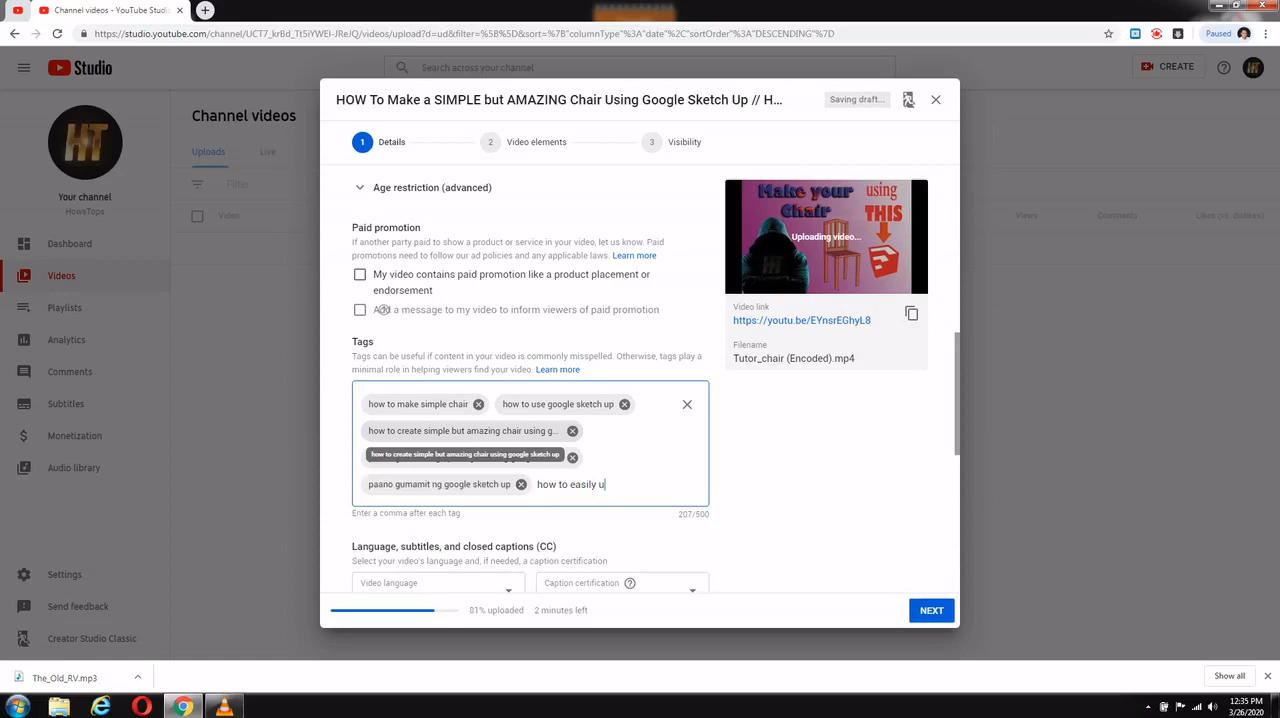 Channel videos - YouTube Stud
https://studio.youtube.com/channel/UCT7_krBd_Tt5iYWEI-JReJQ/videos/upload?d=ud&filter=%5B%5D&sort=%7B"columnType"%3A"date"%2C"sortOrder"%3A"DESCENDING"%7D
Paused
Studio
Search across your channel
CREATE
HT
HT
Your channel
HowsTops
Dashboard
Videos
Playlists
Analytics
Comments
Subtitles
Monetization
Audio library
Settings
Send feedback
Creator Studio Classic
Channel videos
Uploads
Live
Filter
Video
Views
Comments
Likes (vs. dislikes)
HOW To Make a SIMPLE but AMAZING Chair Using Google Sketch Up // H...
Saving draft...
1 Details
2 Video elements
3 Visibility
Age restriction (advanced)
Paid promotion
If another party paid to show a product or service in your video, let us know. Paid
promotions need to follow our ad policies and any applicable laws. Learn more
My video contains paid promotion like a product placement or
endorsement
Add a message to my video to inform viewers of paid promotion
Tags
Tags can be useful if content in your video is commonly misspelled. Otherwise, tags play a
minimal role in helping viewers find your video. Learn more
how to make simple chair
how to use google sketch up
how to create simple but amazing chair using g...
how to create simple but amazing chair using google sketch up
paano gumamit ng google sketch up
how to easily u
Enter a comma after each tag
207/500
Language, subtitles, and closed captions (CC)
Select your video's language and, if needed, a caption certification
Video language
Caption certification
Make your using
Chair THIS
Uploading video...
Video link
https://youtu.be/EYnsrEGhyL8
Filename
Tutor_chair (Encoded).mp4
81% uploaded
2 minutes left
NEXT
The_Old_RV.mp3
Show all
12:35 PM
3/26/2020